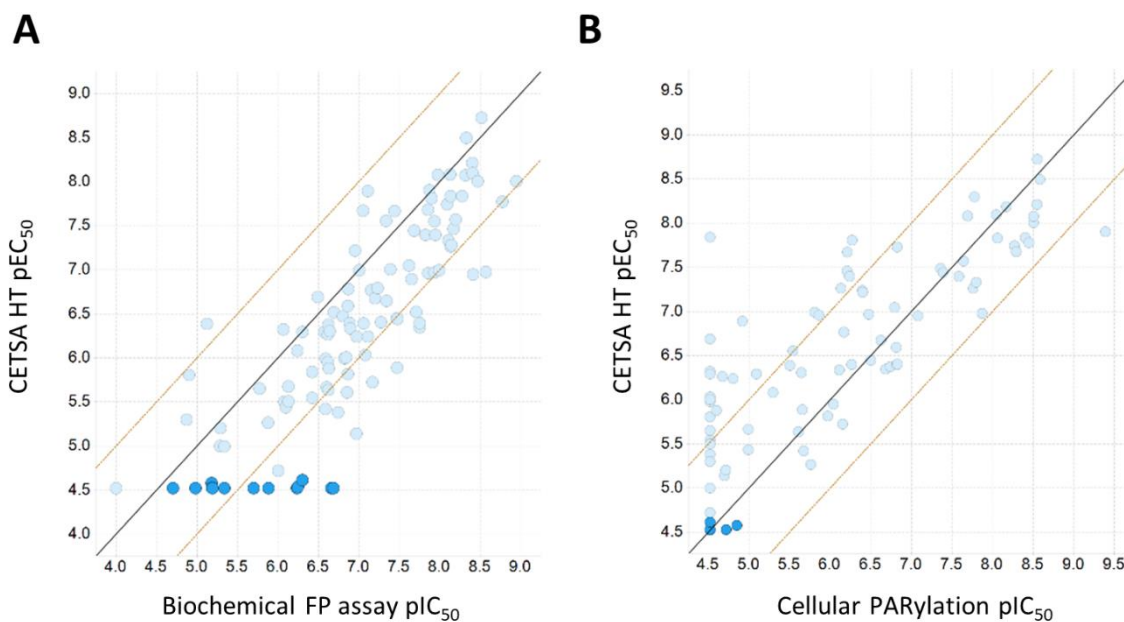 A
B
CETSA HT pEC50
9.0
8.5
8.0
7.5
7.0
6.5
6.0
5.5
5.0
4.5
4.0
4.0 4.5 5.0 5.5 6.0 6.5 7.0 7.5 8.0 8.5 9.0
Biochemical FP assay pIC50
CETSA HT pEC50
9.5
9.0
8.5
8.0
7.5
7.0
6.5
6.0
5.5
5.0
4.5
4.5 5.0 5.5 6.0 6.5 7.0 7.5 8.0 8.5 9.0 9.5
Cellular PARylation pIC50